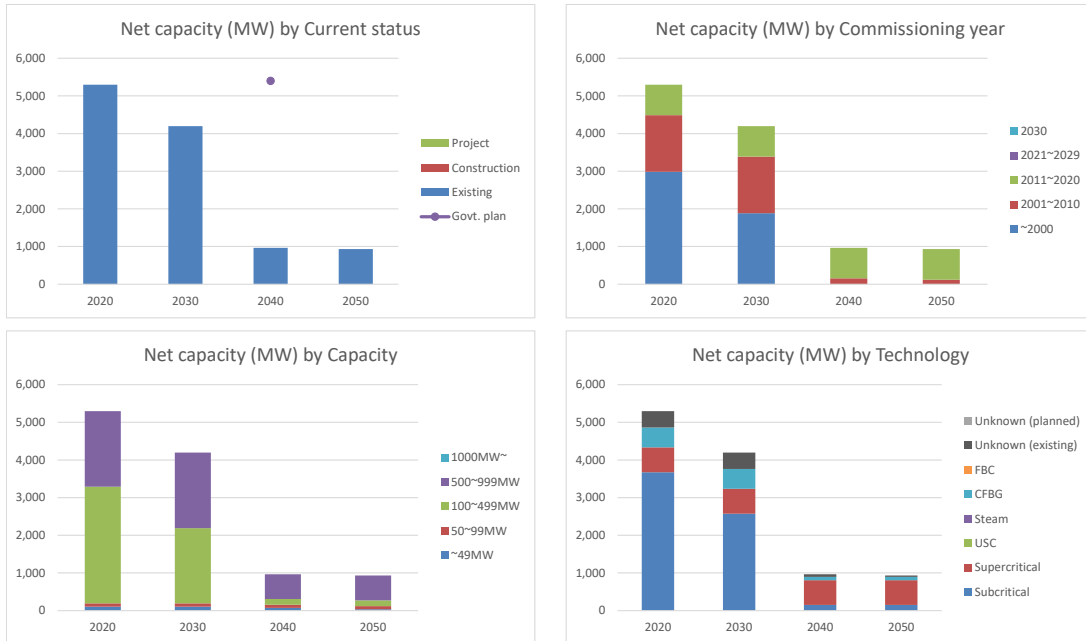 Net capacity (MW) by Current status
6,000
5,000
4,000
3,000
2,000
1,000
0
2020 2030 2040 2050
Project
Construction
Existing
Govt. plan
Net capacity (MW) by Commissioning year
6,000
5,000
4,000
3,000
2,000
1,000
0
2020 2030 2040 2050
2030
2021~2029
2011~2020
2001~2010
~2000
Net capacity (MW) by Capacity
6,000
5,000
4,000
3,000
2,000
1,000
0
2020 2030 2040 2050
1000MW~
500~999MW
100~499MW
50~99MW
~49MW
Net capacity (MW) by Technology
6,000
5,000
4,000
3,000
2,000
1,000
0
2020 2030 2040 2050
Unknown (planned)
Unknown (existing)
FBC
CFBG
Steam
USC
Supercritical
Subcritical